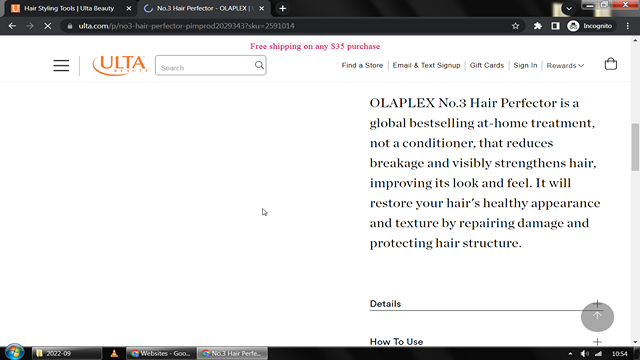 Hair Styling Tools | Ulta Beauty
No.3 Hair Perfector - OLAPLEX | U
ulta.com/p/no3-hair-perfector-pimprod2029343?sku=2591014
Incognito
Free shipping on any $35 purchase
ULTA
BEAUTY
Search
Find a Store
Email & Text Signup
Gift Cards
Sign In
Rewards
OLAPLEX No.3 Hair Perfector is a
global bestselling at-home treatment,
not a conditioner, that reduces
breakage and visibly strengthens hair,
improving its look and feel. It will
restore your hair's healthy appearance
and texture by repairing damage and
protecting hair structure.
Details
How To Use
2022-09
Websites - Goo...
No.3 Hair Perfe...
10:54